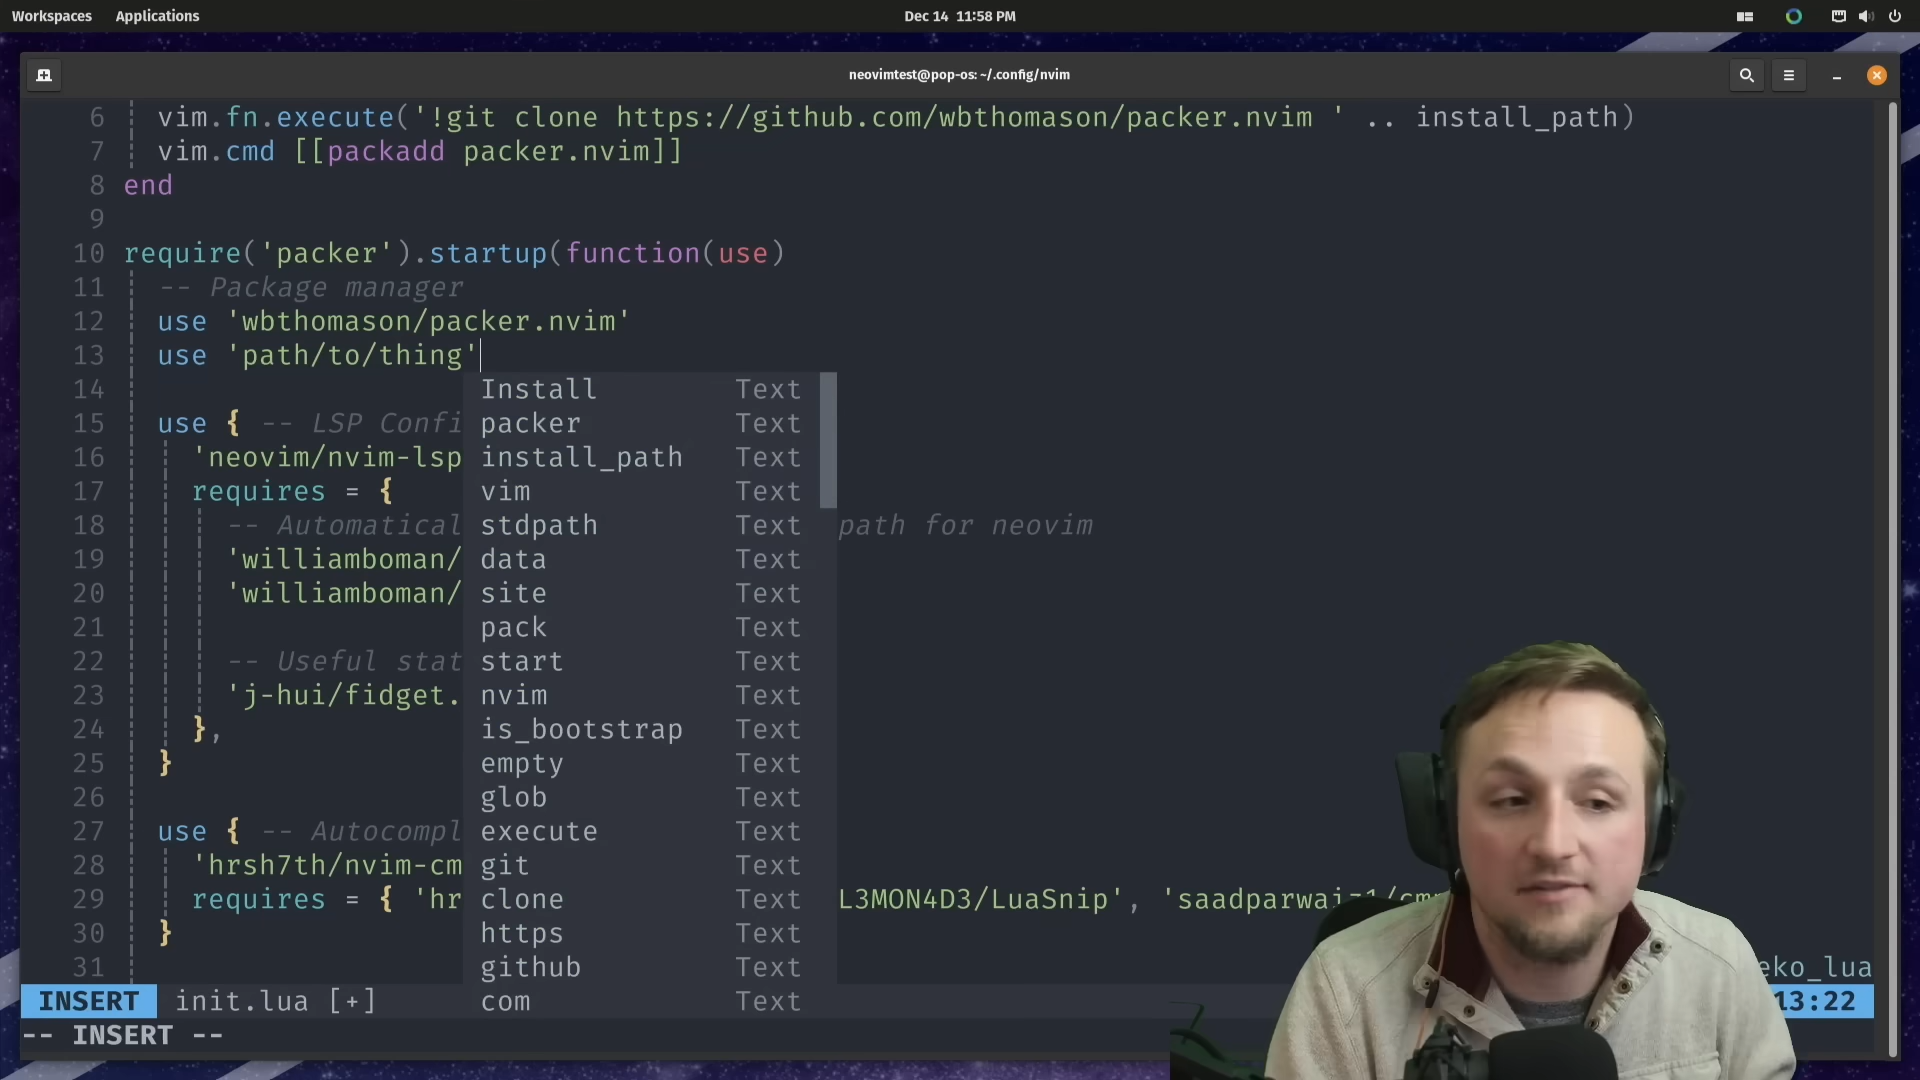 Workspaces Applications Dec 14 11:58 PM
neovimtest@pop-os: ~/.config/nvim
6 vim.fn.execute('!git clone https://github.com/wbthomason/packer.nvim ' .. install_path)
7 vim.cmd [[packadd packer.nvim]]
8 end
9
10 require('packer').startup(function(use)
11 -- Package manager
12 use 'wbthomason/packer.nvim'
13 use 'path/to/thing'
14 Install Text
15 use { -- LSP Confi packer Text
16 'neovim/nvim-lsp install_path Text
17 requires = { vim Text
18 -- Automatical stdpath Text path for neovim
19 'williamboman/ data Text
20 'williamboman/ site Text
21 pack Text
22 -- Useful stat start Text
23 'j-hui/fidget. nvim Text
24 }, is_bootstrap Text
25 } empty Text
26 glob Text
27 use { -- Autocompl execute Text
28 'hrsh7th/nvim-cm git Text
29 requires = { 'hr clone Text L3MON4D3/LuaSnip', 'saadparwaiz1/cm
30 } https Text
31 github Text eko_lua
INSERT init.lua [+] com Text 13:22
-- INSERT --